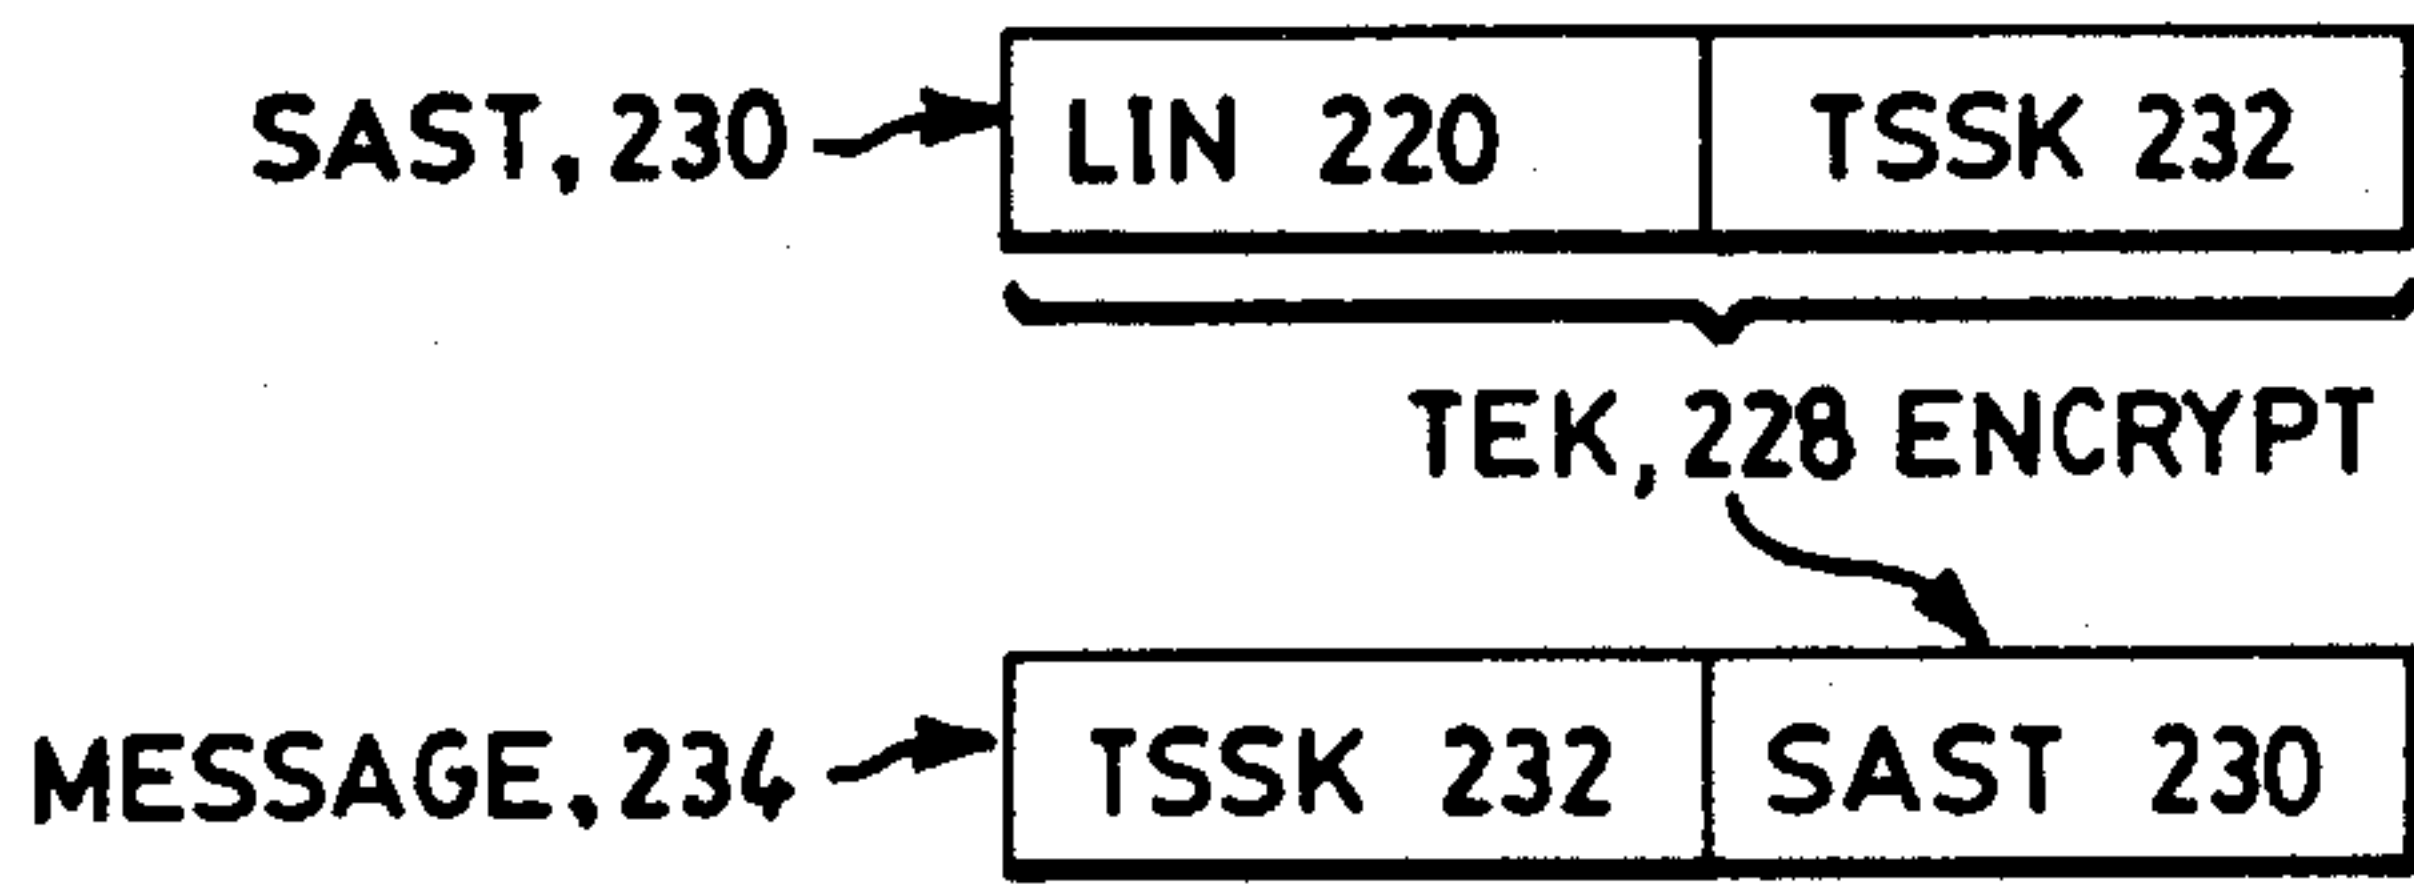 SAST, 230 LIN 220 TSSK 232
TEK, 228 ENCRYPT
MESSAGE, 234 TSSK 232 SAST 230